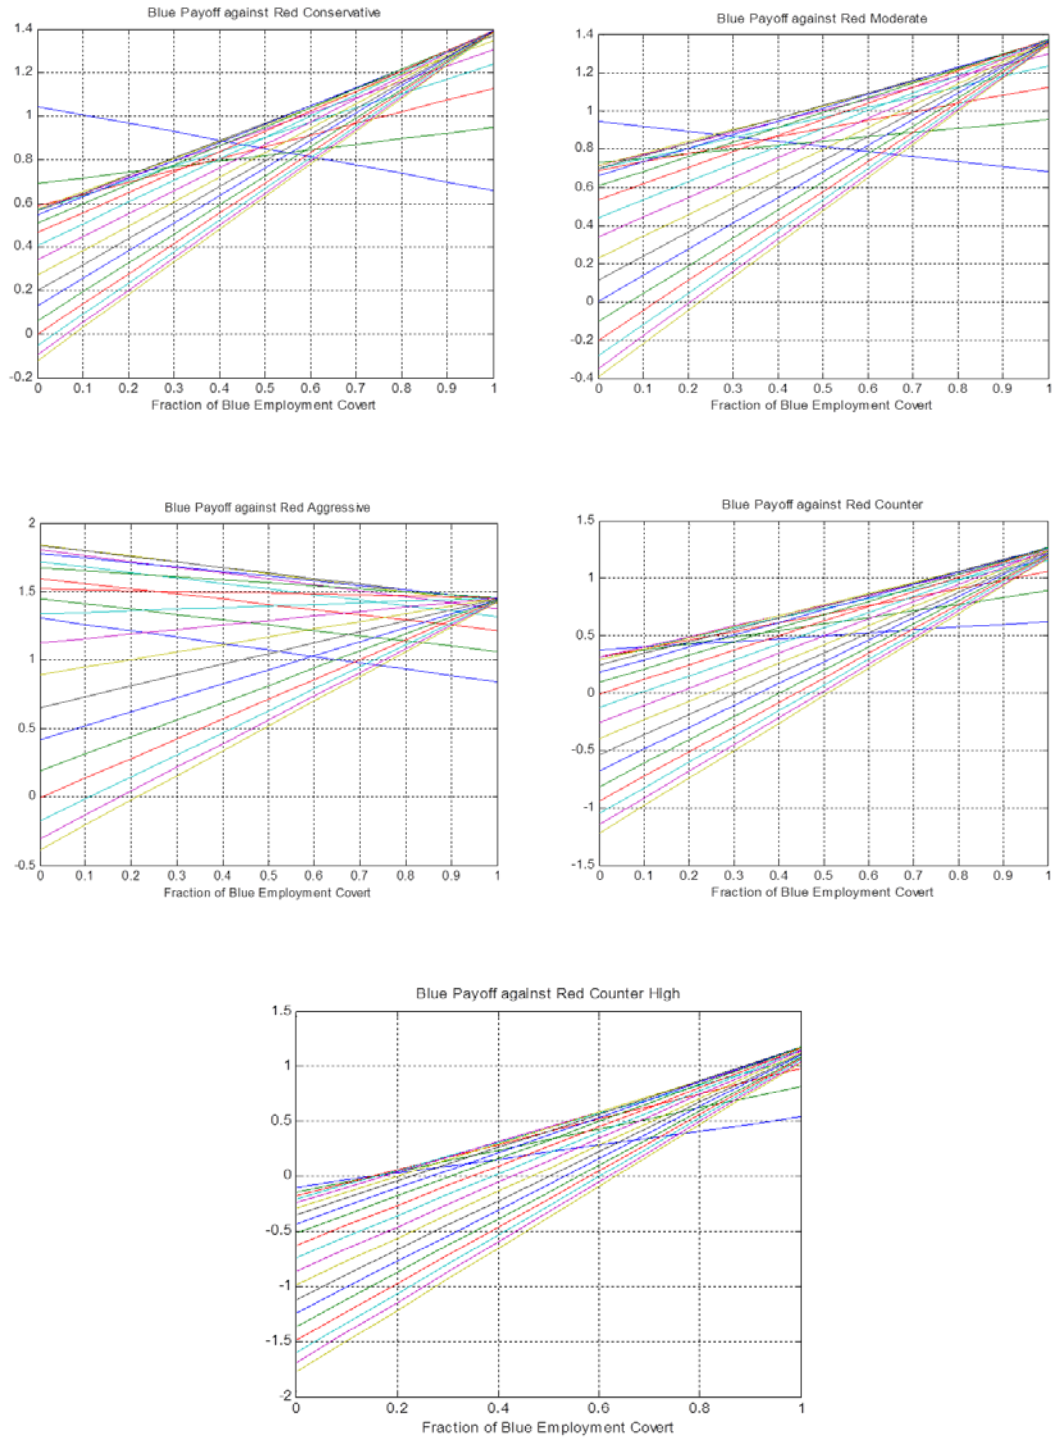 Blue Payoff against Red Conservative
1.4
1.2
1
0.8
0.6
0.4
0.2
0
-0.2
0 0.1 0.2 0.3 0.4 0.5 0.6 0.7 0.8 0.9 1
Fraction of Blue Employment Covert
Blue Payoff against Red Moderate
1.4
1.2
1
0.8
0.6
0.4
0.2
0
-0.2
-0.4
0 0.1 0.2 0.3 0.4 0.5 0.6 0.7 0.8 0.9 1
Fraction of Blue Employment Covert
Blue Payoff against Red Aggressive
2
1.5
1
0.5
0
-0.5
0 0.1 0.2 0.3 0.4 0.5 0.6 0.7 0.8 0.9 1
Fraction of Blue Employment Covert
Blue Payoff against Red Counter
1.5
1
0.5
0
-0.5
-1
-1.5
0 0.1 0.2 0.3 0.4 0.5 0.6 0.7 0.8 0.9 1
Fraction of Blue Employment Covert
Blue Payoff against Red Counter High
1.5
1
0.5
0
-0.5
-1
-1.5
-2
0 0.2 0.4 0.6 0.8 1
Fraction of Blue Employment Covert